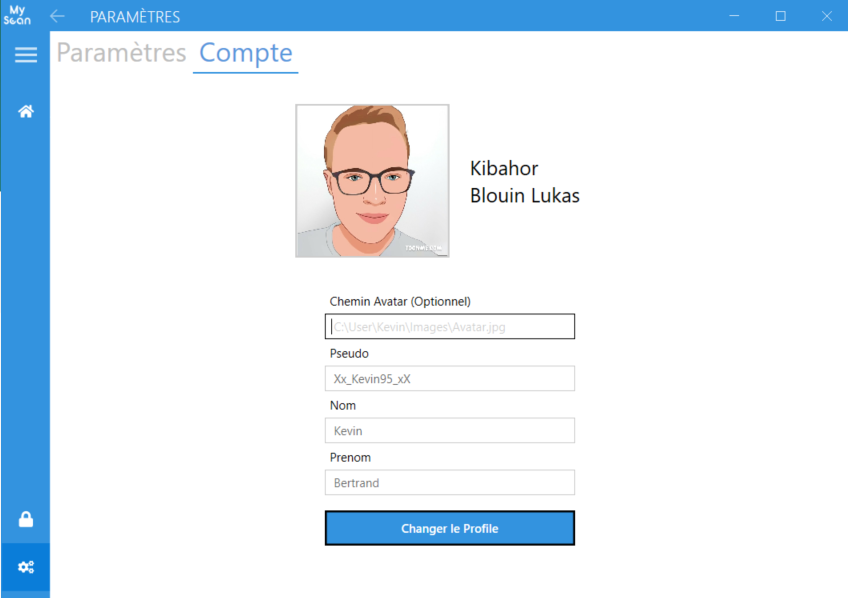 My
Scan
PARAMÈTRES
Paramètres Compte
Kibahor
Blouin Lukas
Chemin Avatar (Optionnel)
C:\User\Kevin\Images\Avatar.jpg
Pseudo
Xx_Kevin95_xX
Nom
Kevin
Prenom
Bertrand
Changer le Profile